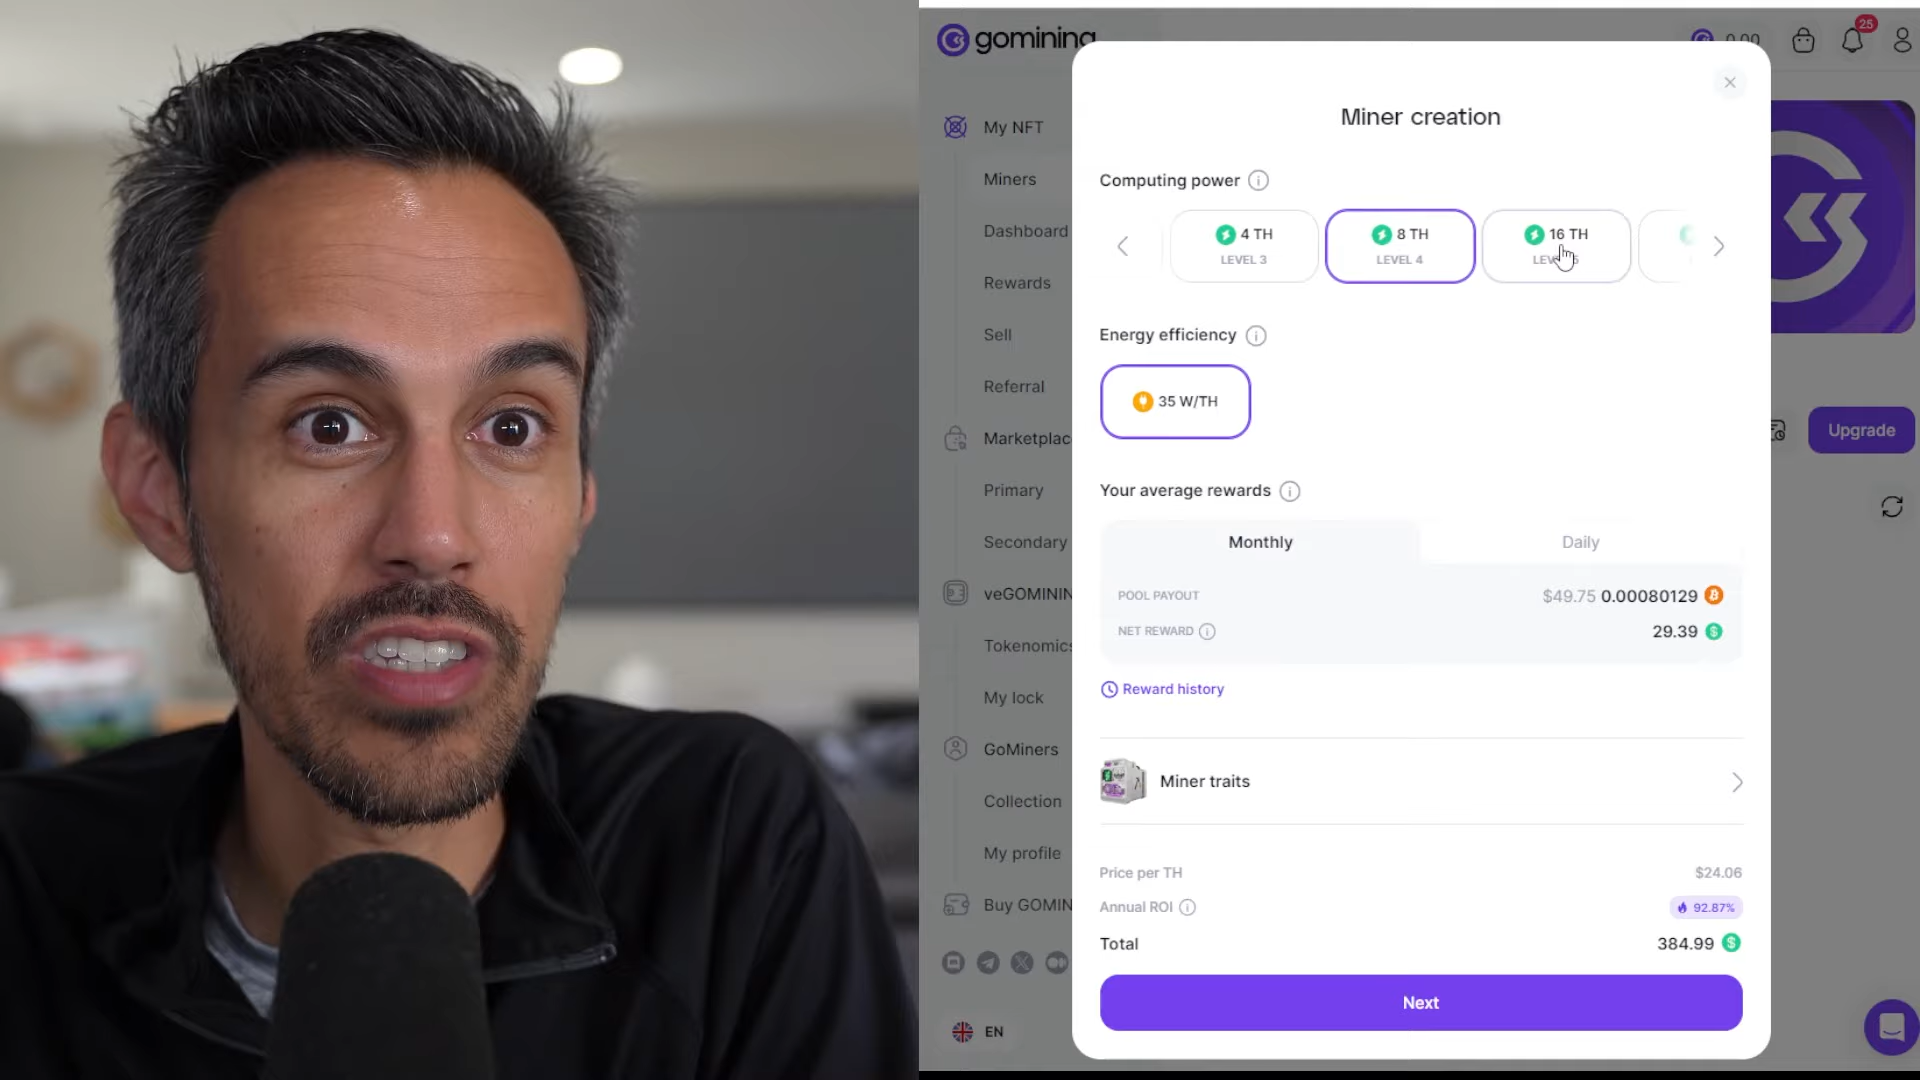 gomining
0.00
25
Miner creation
My NFT
Miners
Dashboard
Rewards
Sell
Referral
Marketplac
Primary
Secondary
veGOMININ
Tokenomics
My lock
GoMiners
Collection
My profile
Buy GOMIN
EN
Computing power
4 TH
LEVEL 3
8 TH
LEVEL 4
16 TH
5
Energy efficiency
35 W/TH
Your average rewards
Monthly
Daily
POOL PAYOUT
$49.75 0.00080129
NET REWARD
29.39
Reward history
Miner traits
Price per TH
$24.06
Annual ROI
92.87%
Total
384.99
Next
Upgrade